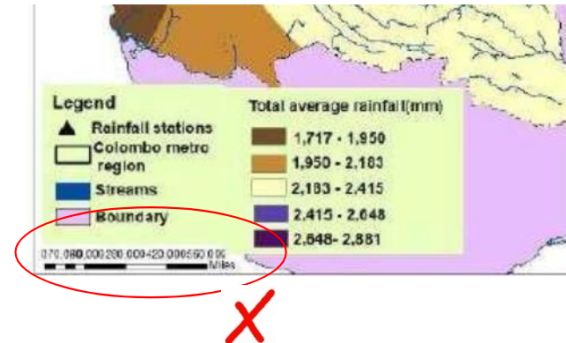 Legend
Rainfall stations
Colombo metro
region
Streams
Boundary
Total average rainfall(mm)
1,717 - 1,950
1,950 - 2,183
2,183 - 2,415
2,415 - 2,648
2,648- 2,881
Miles